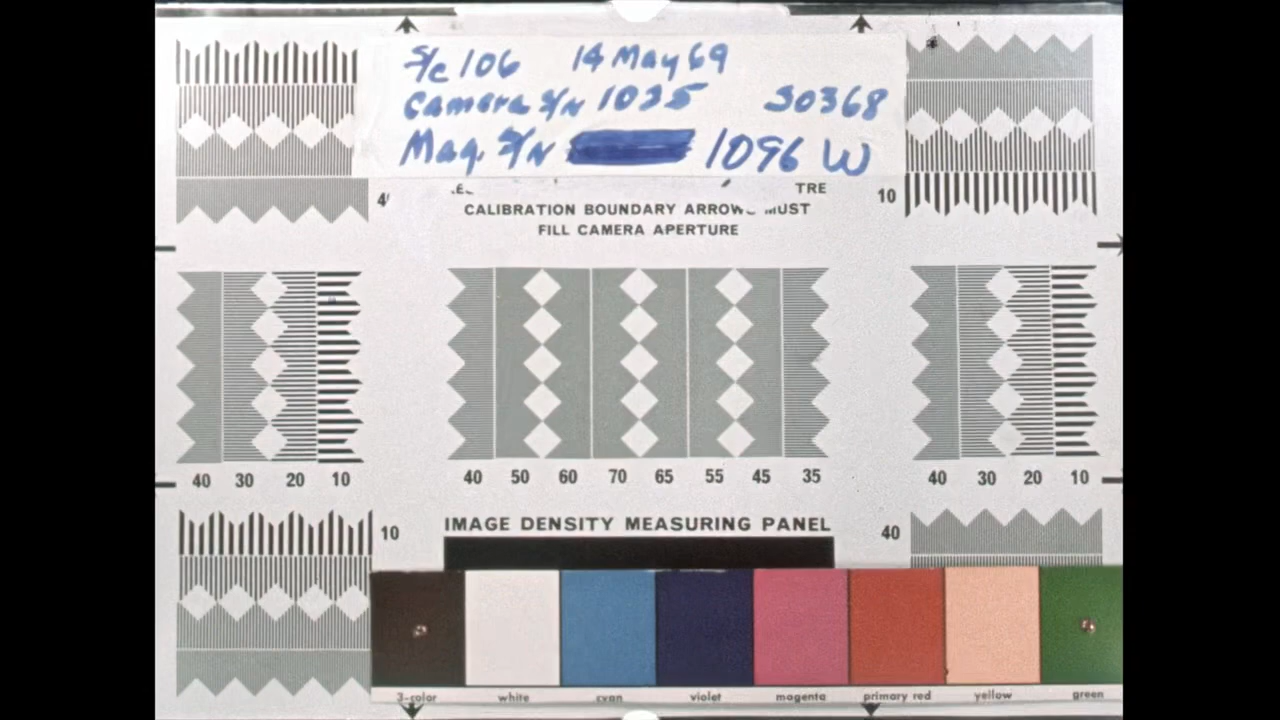 S/C 106 14 May 69
Camera S/N 1035 SO368
Mag. S/N 1096 W
TRE
4
10
CALIBRATION BOUNDARY ARROWS MUST
FILL CAMERA APERTURE
40 30 20 10
40 50 60 70 65 55 45 35
40 30 20 10
10
IMAGE DENSITY MEASURING PANEL
40
3-color white cyan violet magenta primary red yellow green